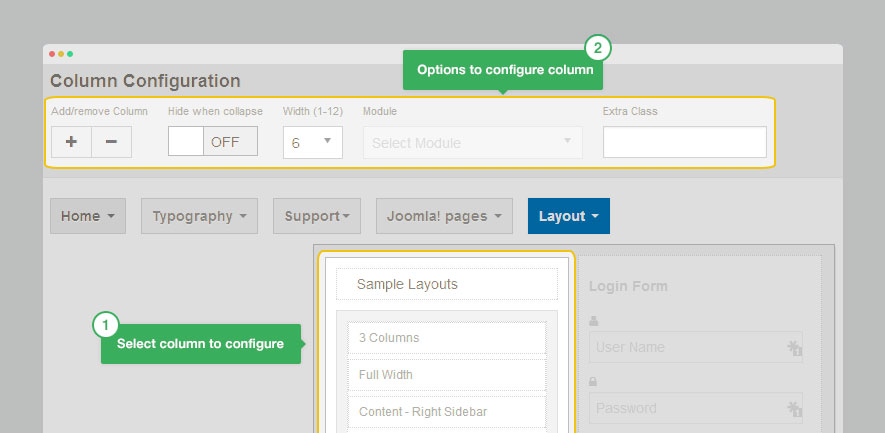 2
Options to configure column
Column Configuration
Add/remove Column Hide when collapse Width (1-12) Module Extra Class
+ − OFF 6 Select Module
Home Typography Support Joomla! pages Layout
Sample Layouts
Login Form
1
Select column to configure
3 Columns
User Name
Full Width
Content - Right Sidebar
Password